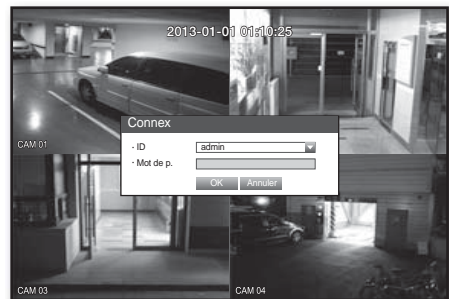 2013-01-01 01:10:25
Connex
CAM 01
- ID admin
- Mot de p.
OK Annuler
CAM 03
CAM 04